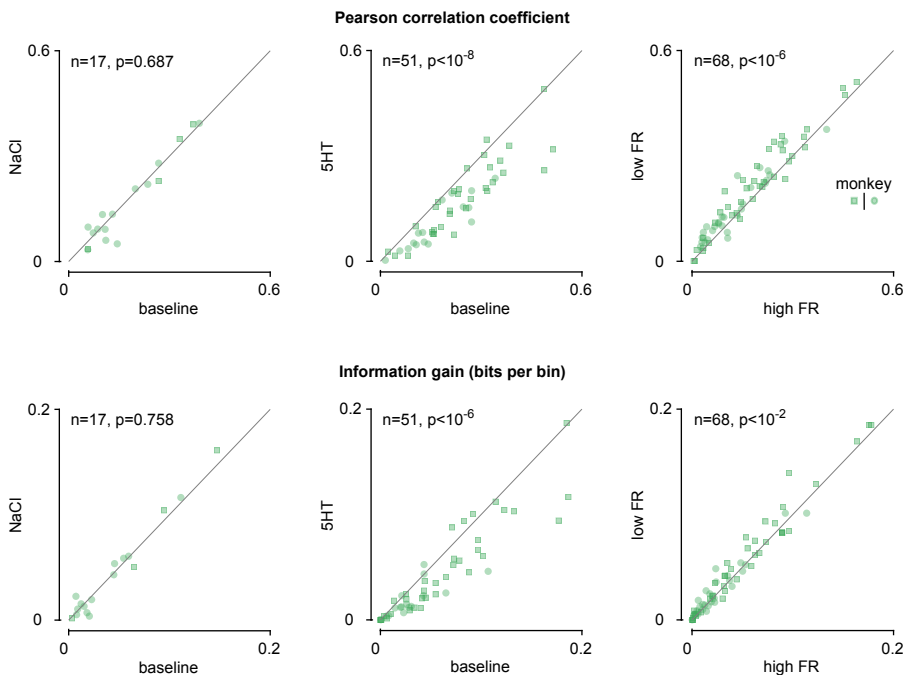 Pearson correlation coefficient
0.6
n=17, p=0.687
NaCl
0
0
0.6
baseline
0.6
n=51, p<10-8
5HT
0
0
0.6
baseline
0.6
n=68, p<10-6
low FR
monkey
0
0
0.6
high FR
Information gain (bits per bin)
0.2
n=17, p=0.758
NaCl
0
0
0.2
baseline
0.2
n=51, p<10-6
5HT
0
0
0.2
baseline
0.2
n=68, p<10-2
low FR
0
0
0.2
high FR